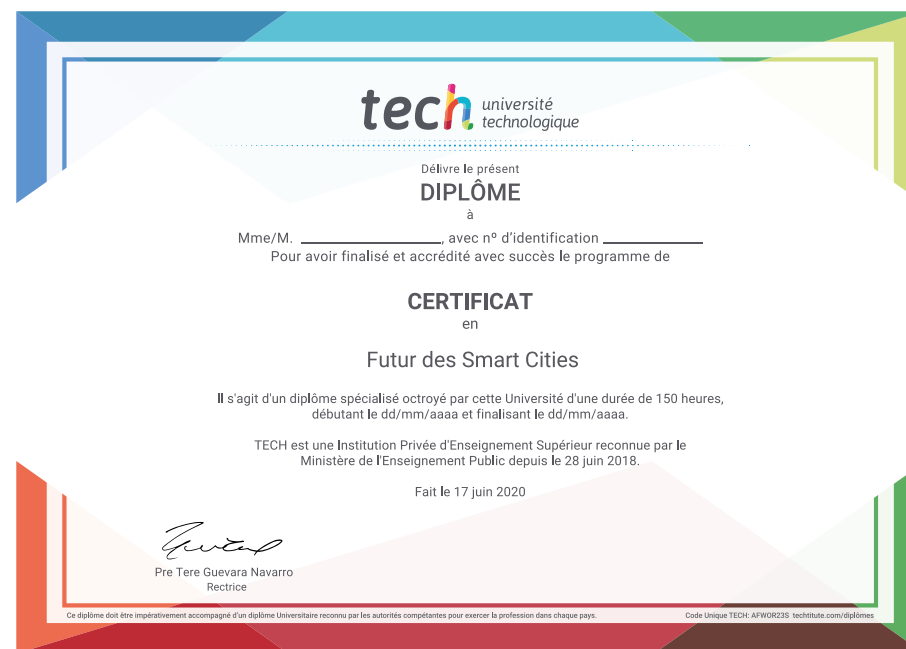 tech université
technologique
Délivre le présent
DIPLÔME
à
Mme/M. ____________________, avec nº d'identification ______________
Pour avoir finalisé et accrédité avec succès le programme de
CERTIFICAT
en
Futur des Smart Cities
Il s'agit d'un diplôme spécialisé octroyé par cette Université d'une durée de 150 heures,
débutant le dd/mm/aaaa et finalisant le dd/mm/aaaa.
TECH est une Institution Privée d'Enseignement Supérieur reconnue par le
Ministère de l'Enseignement Public depuis le 28 juin 2018.
Fait le 17 juin 2020
Pre Tere Guevara Navarro
Rectrice
Ce diplôme doit être impérativement accompagné d'un diplôme Universitaire reconnu par les autorités compétantes pour exercer la profession dans chaque pays.
Code Unique TECH: AFWOR23S techtitute.com/diplômes